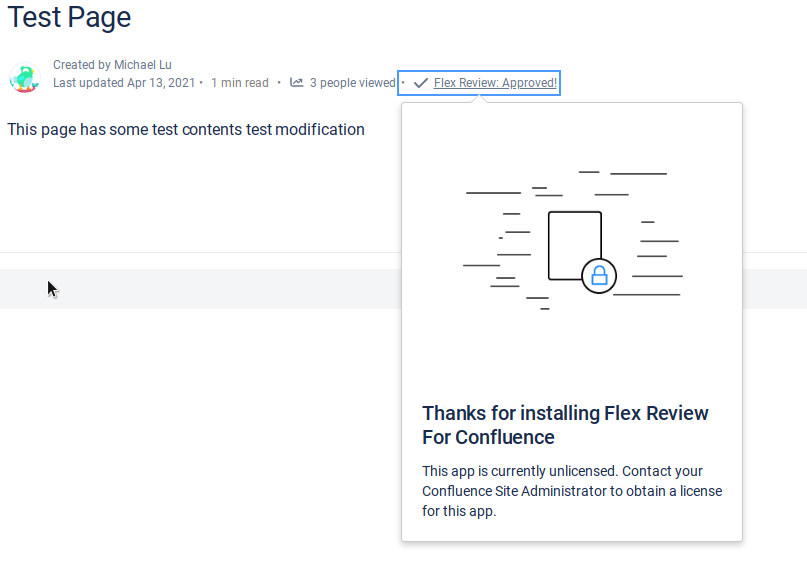 Test Page
Created by Michael Lu
Last updated Apr 13, 2021 • 1 min read • 3 people viewed • Flex Review: Approved!
This page has some test contents test modification
Thanks for installing Flex Review
For Confluence
This app is currently unlicensed. Contact your
Confluence Site Administrator to obtain a license
for this app.